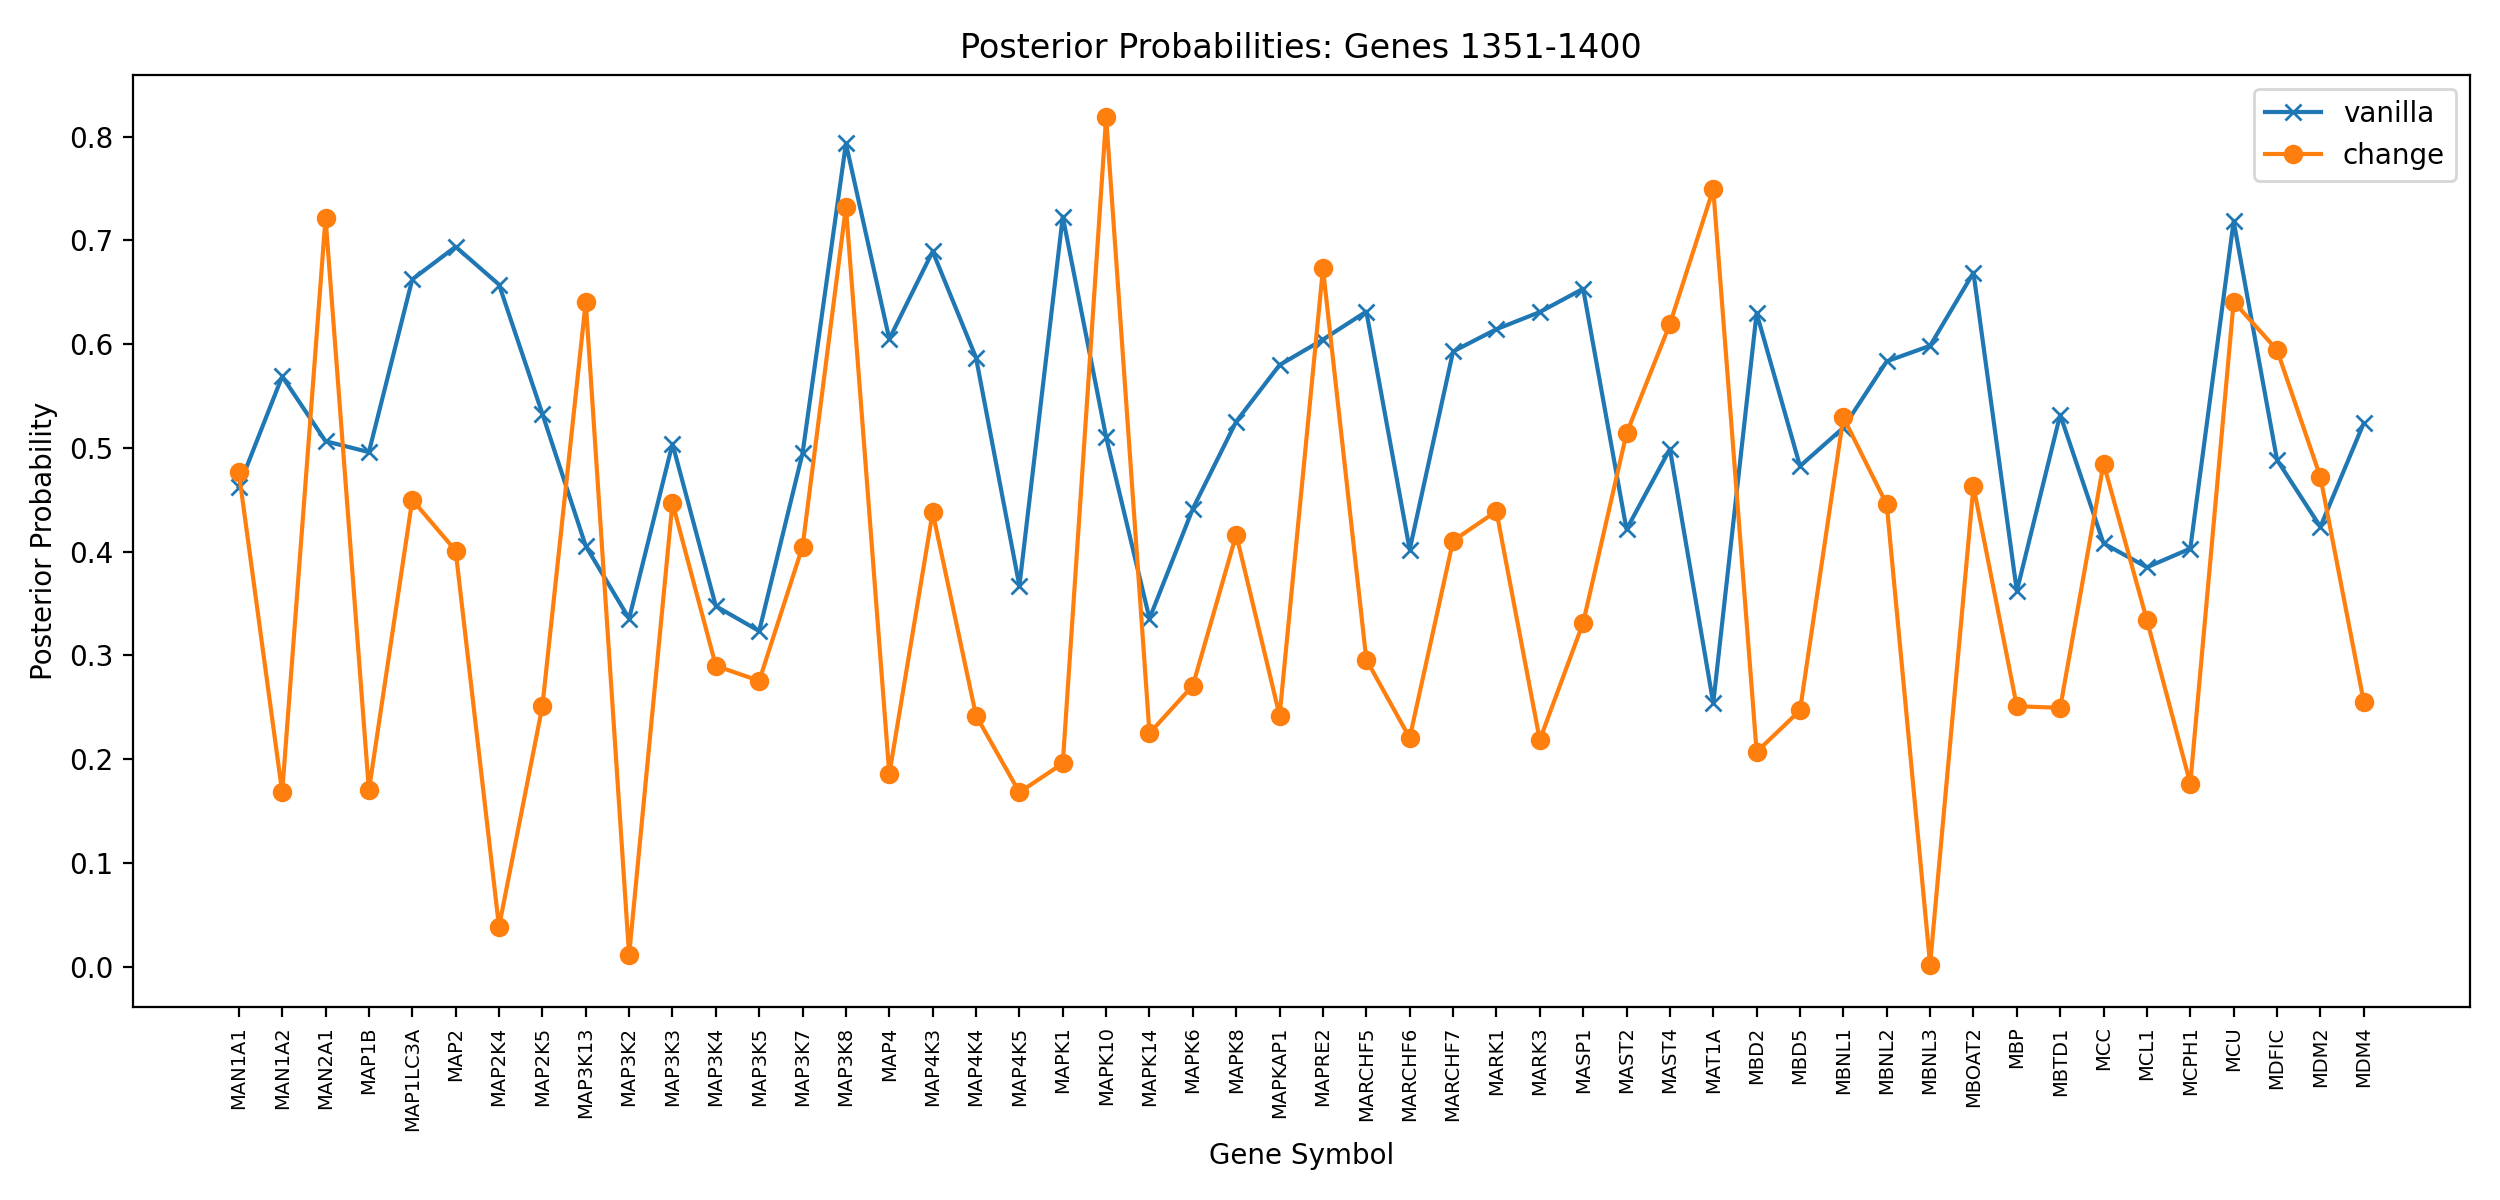 Posterior Probabilities: Genes 1351-1400
vanilla
change
Posterior Probability
0.8
0.7
0.6
0.5
0.4
0.3
0.2
0.1
0.0
MAN1A1
MAN1A2
MAN2A1
MAP1B
MAP1LC3A
MAP2
MAP2K4
MAP2K5
MAP3K13
MAP3K2
MAP3K3
MAP3K4
MAP3K5
MAP3K7
MAP3K8
MAP4
MAP4K3
MAP4K4
MAP4K5
MAPK1
MAPK10
MAPK14
MAPK6
MAPK8
MAPKAP1
MAPRE2
MARCHF5
MARCHF6
MARCHF7
MARK1
MARK3
MASP1
MAST2
MAST4
MAT1A
MBD2
MBD5
MBNL1
MBNL2
MBNL3
MBOAT2
MBP
MBTD1
MCC
MCL1
MCPH1
MCU
MDFIC
MDM2
MDM4
Gene Symbol